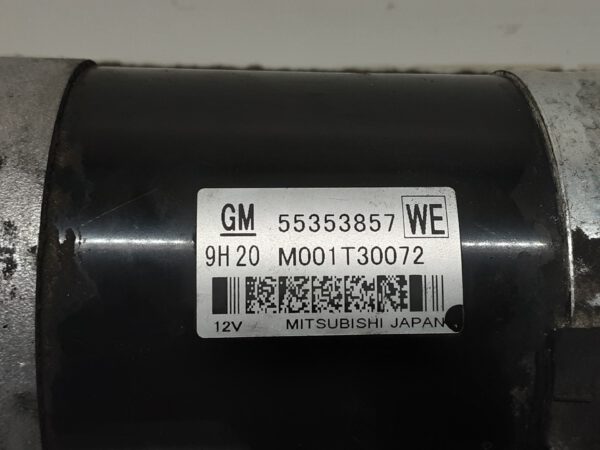 GM 55353857 WE
9H20 M001T30072
12V MITSUBISHI JAPAN